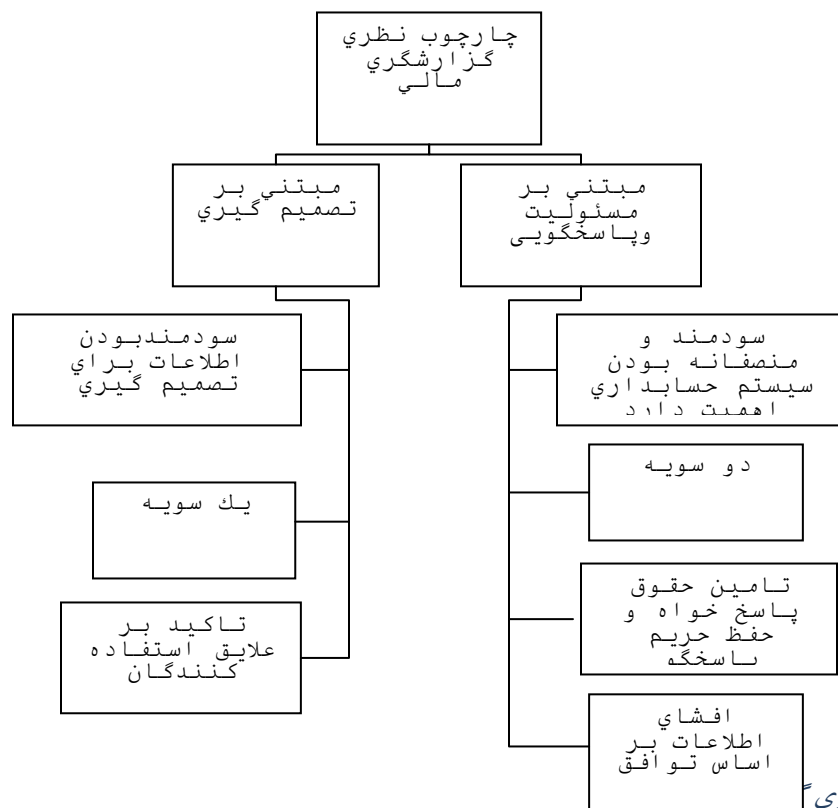 چارچوب نظري
گزارشگري
مالي
مبتني بر
مسئوليت
وپاسخگویی
مبتني بر
تصميم گيري
سودمند و
منصفانه بودن
سيستم حسابداري
اهميت دارد
دو سويه
تامين حقوق
پاسخ خواه و
حفظ حريم
پاسخگو
افشاي
اطلاعات بر
اساس توافق
سودمندبودن
اطلاعات براي
تصميم گيري
يك سويه
تاكيد بر
علايق استفاده
كنندگان